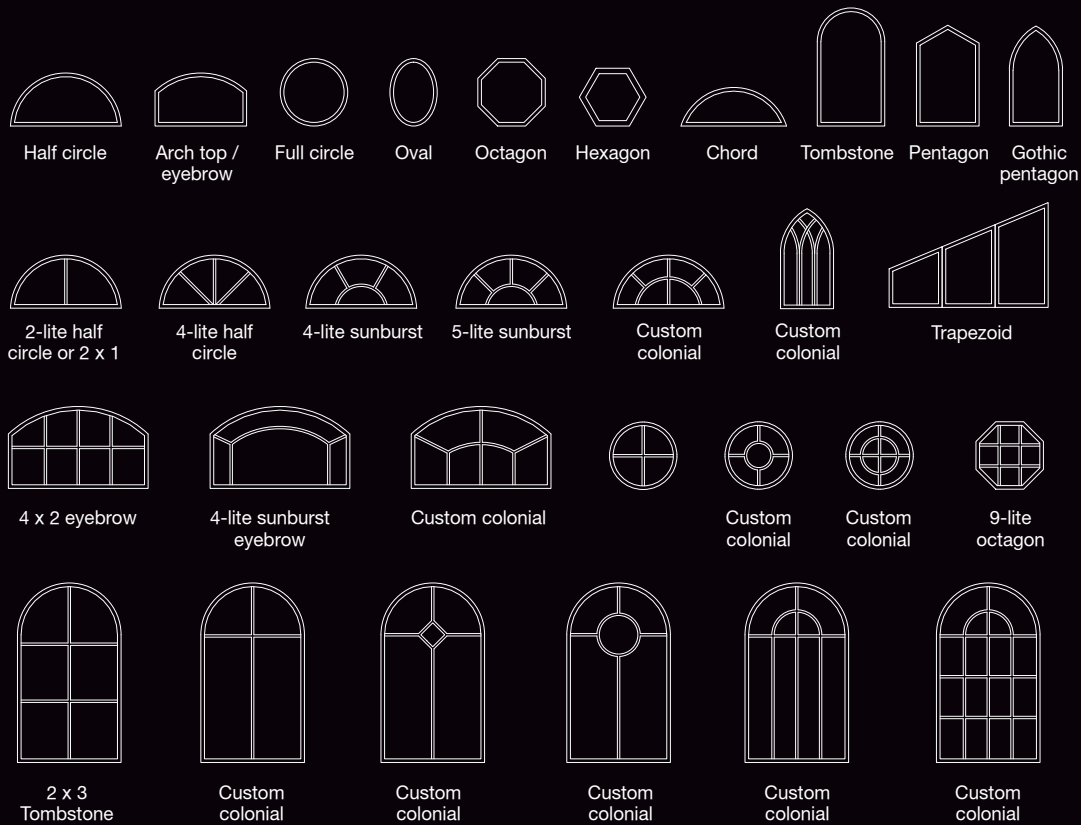 Half circle
Arch top /
eyebrow
Full circle
Oval
Octagon
Hexagon
Chord
Tombstone
Pentagon
Gothic
pentagon
2-lite half
circle or 2 x 1
4-lite half
circle
4-lite sunburst
5-lite sunburst
Custom
colonial
Custom
colonial
Trapezoid
4 x 2 eyebrow
4-lite sunburst
eyebrow
Custom colonial
Custom
colonial
Custom
colonial
9-lite
octagon
2 x 3
Tombstone
Custom
colonial
Custom
colonial
Custom
colonial
Custom
colonial
Custom
colonial